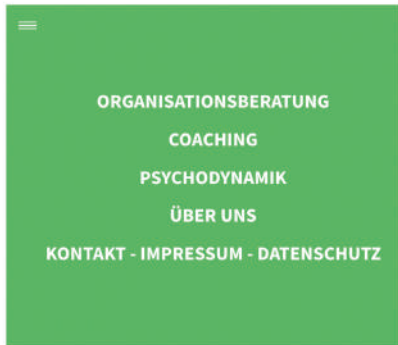 ORGANISATIONSBERATUNG
COACHING
PSYCHODYNAMIK
ÜBER UNS
KONTAKT - IMPRESSUM - DATENSCHUTZ